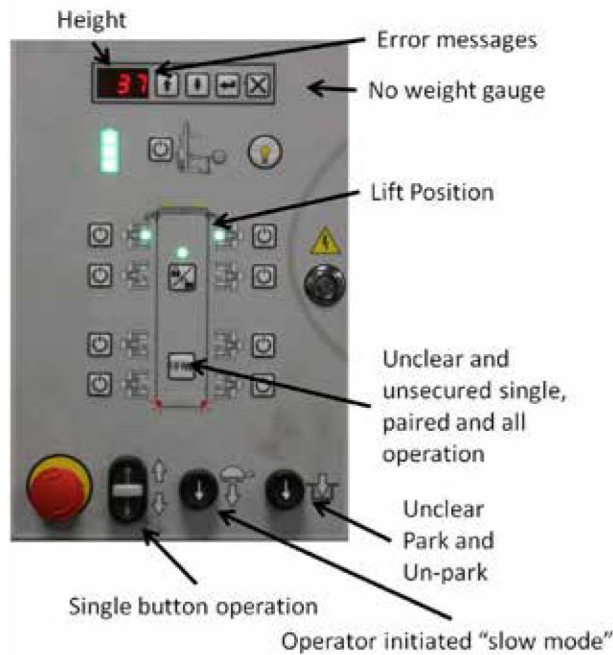 Height
Error messages
37
No weight gauge
Lift Position
Unclear and
unsecured single,
paired and all
operation
Unclear
Park and
Un-park
Single button operation
Operator initiated “slow mode”